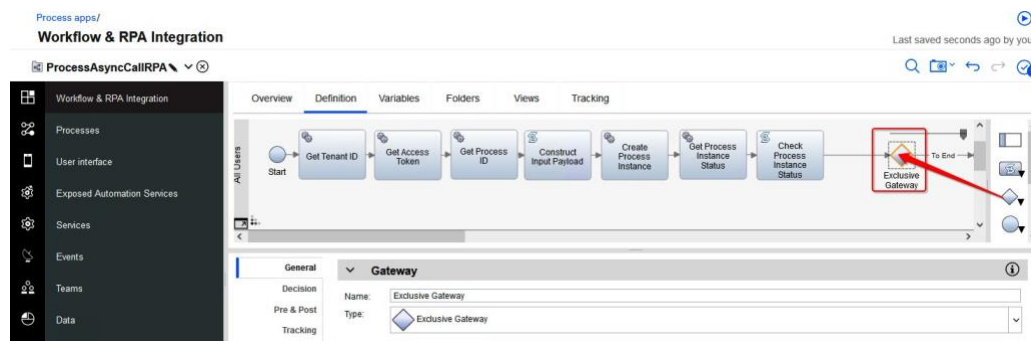 Process apps/
Workflow & RPA Integration
Last saved seconds ago by you
ProcessAsyncCallRPA
Workflow & RPA Integration
Processes
User interface
Exposed Automation Services
Services
Events
Teams
Data
Overview Definition Variables Folders Views Tracking
All Users
Start
Get Tenant ID
Get Access
Token
Get Process
ID
Construct
Input Payload
Create
Process
Instance
Get Process
Instance
Status
Check
Process
Instance
Status
Exclusive
Gateway
To End
General
Decision
Pre & Post
Tracking
Gateway
Name: Exclusive Gateway
Type: Exclusive Gateway